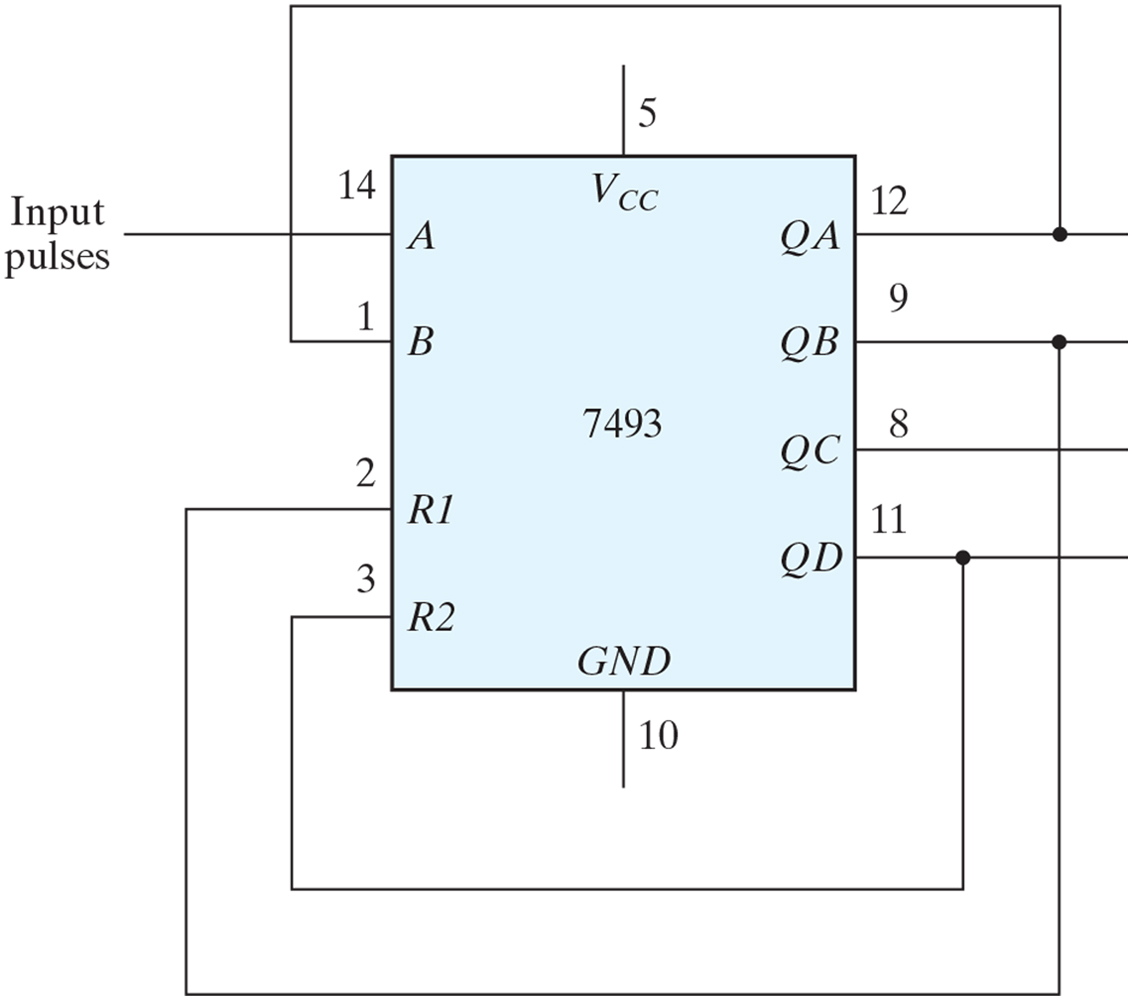 5
14
V_CC
12
Input
pulses
A
QA
9
1
B
QB
7493
8
QC
2
R1
11
QD
3
R2
GND
10